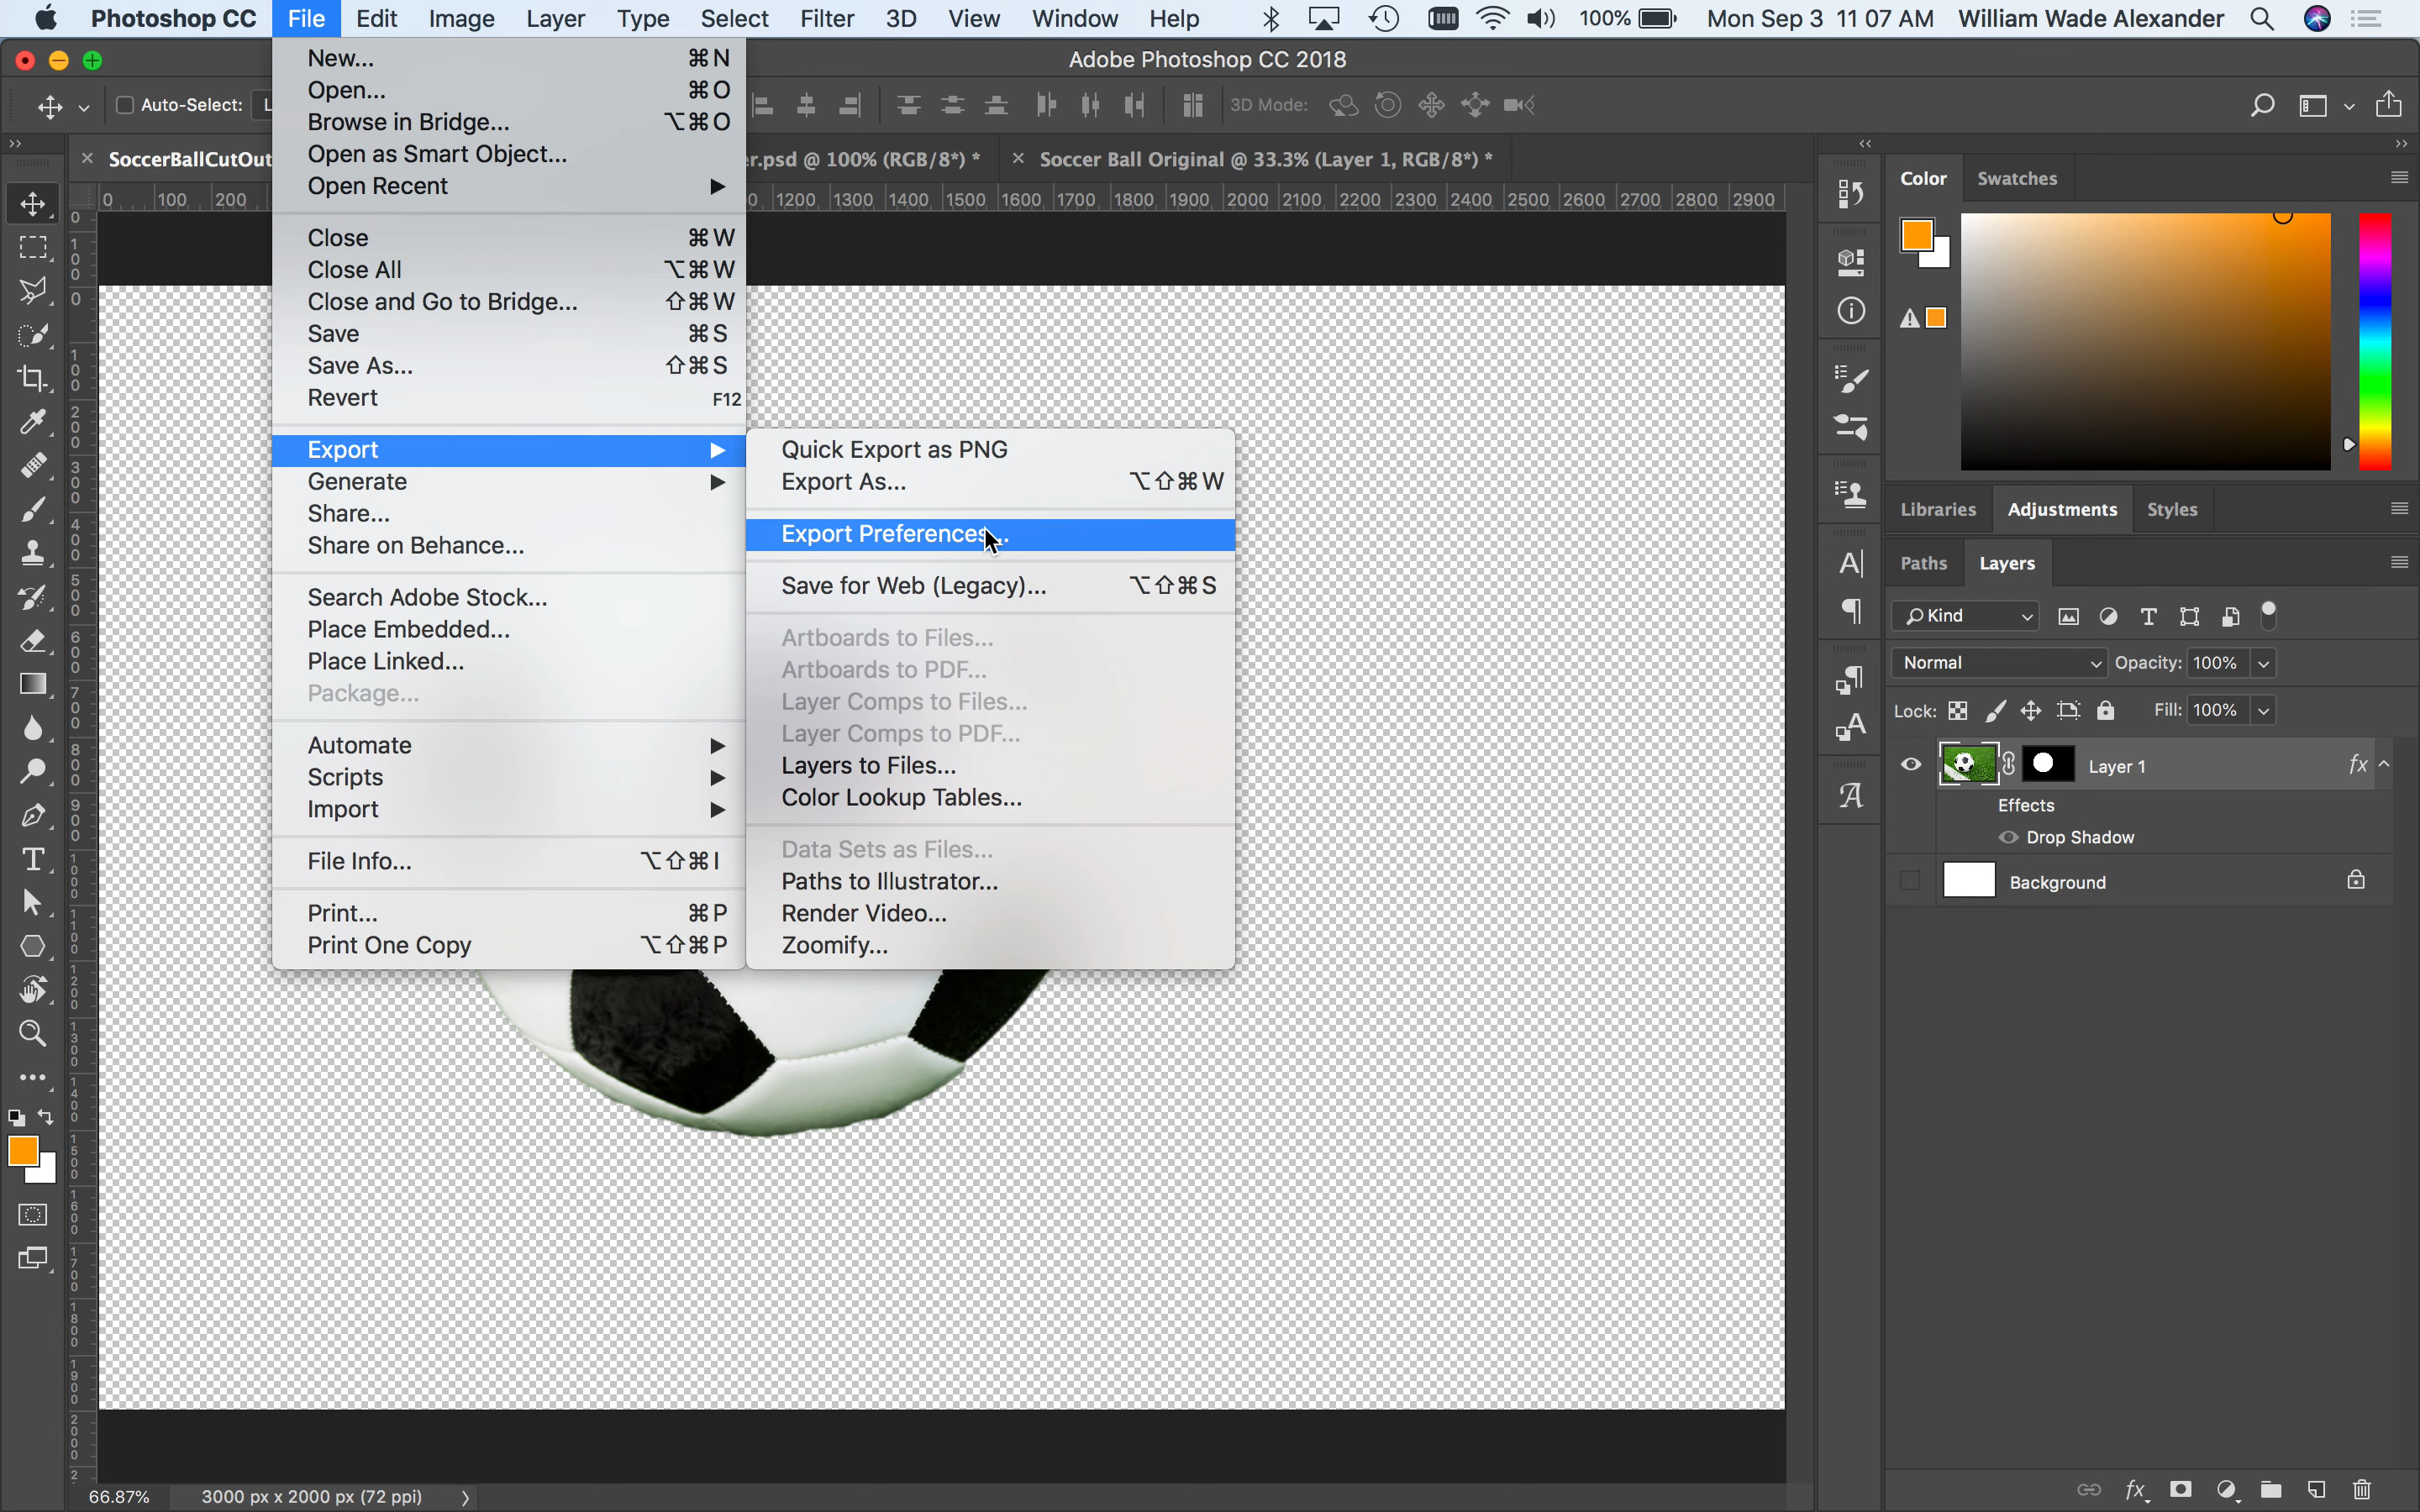 Photoshop CC File Edit Image Layer Type Select Filter 3D View Window Help 100% Mon Sep 3 11 07 AM William Wade Alexander
Adobe Photoshop CC 2018
Auto-Select: 3D Mode:
SoccerBallCutOut r.psd @ 100% (RGB/8*) * Soccer Ball Original @ 33.3% (Layer 1, RGB/8*) *
0 100 200 1200 1300 1400 1500 1600 1700 1800 1900 2000 2100 2200 2300 2400 2500 2600 2700 2800 2900
New... ⌘N
Open... ⌘O
Browse in Bridge... ⌥⌘O
Open as Smart Object...
Open Recent ▶
Close ⌘W
Close All ⌥⌘W
Close and Go to Bridge... ⇧⌘W
Save ⌘S
Save As... ⇧⌘S
Revert F12
Export ▶
Generate ▶
Share...
Share on Behance...
Search Adobe Stock...
Place Embedded...
Place Linked...
Package...
Automate ▶
Scripts ▶
Import ▶
File Info... ⌥⇧⌘I
Print... ⌘P
Print One Copy ⌥⇧⌘P
Quick Export as PNG
Export As... ⌥⇧⌘W
Export Preferences...
Save for Web (Legacy)... ⌥⇧⌘S
Artboards to Files...
Artboards to PDF...
Layer Comps to Files...
Layer Comps to PDF...
Layers to Files...
Color Lookup Tables...
Data Sets as Files...
Paths to Illustrator...
Render Video...
Zoomify...
Color Swatches
Libraries Adjustments Styles
Paths Layers
Kind
Normal Opacity: 100%
Lock: Fill: 100%
Layer 1 fx
Effects
Drop Shadow
Background
fx
66.87% 3000 px x 2000 px (72 ppi)